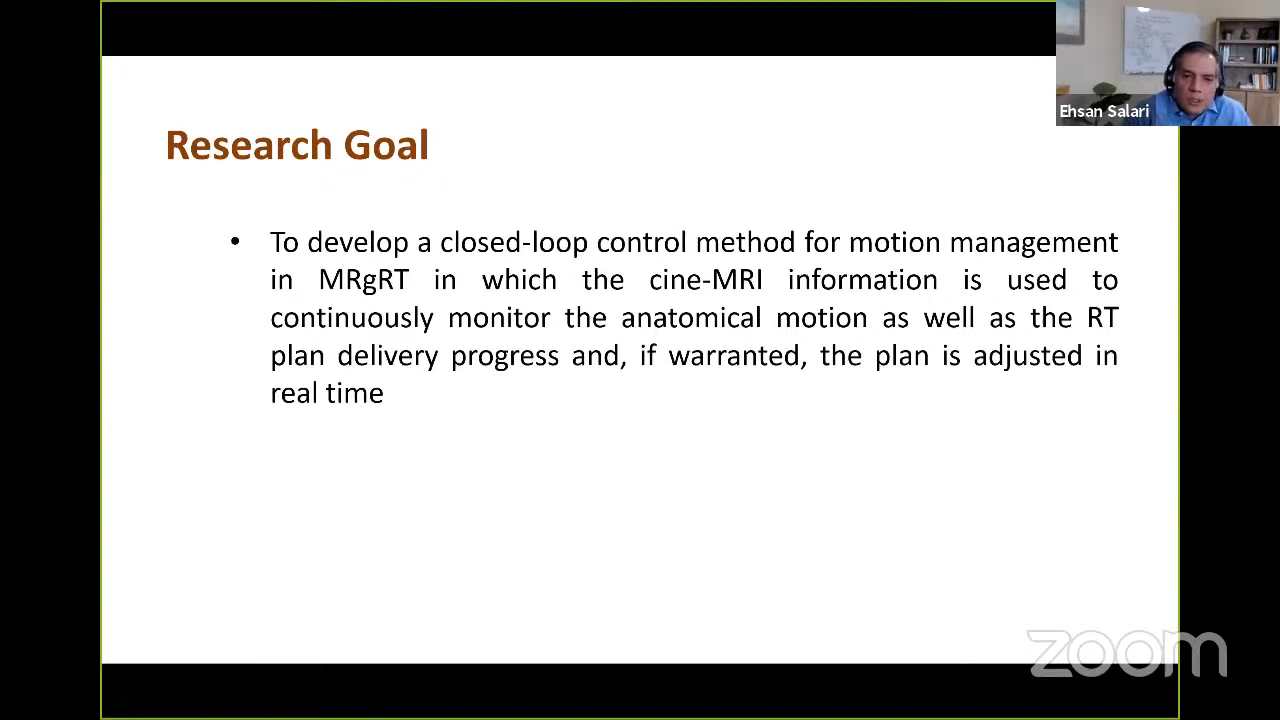 Ehsan Salari
Research Goal
• To develop a closed-loop control method for motion management
in MRgRT in which the cine-MRI information is used to
continuously monitor the anatomical motion as well as the RT
plan delivery progress and, if warranted, the plan is adjusted in
real time
zoom